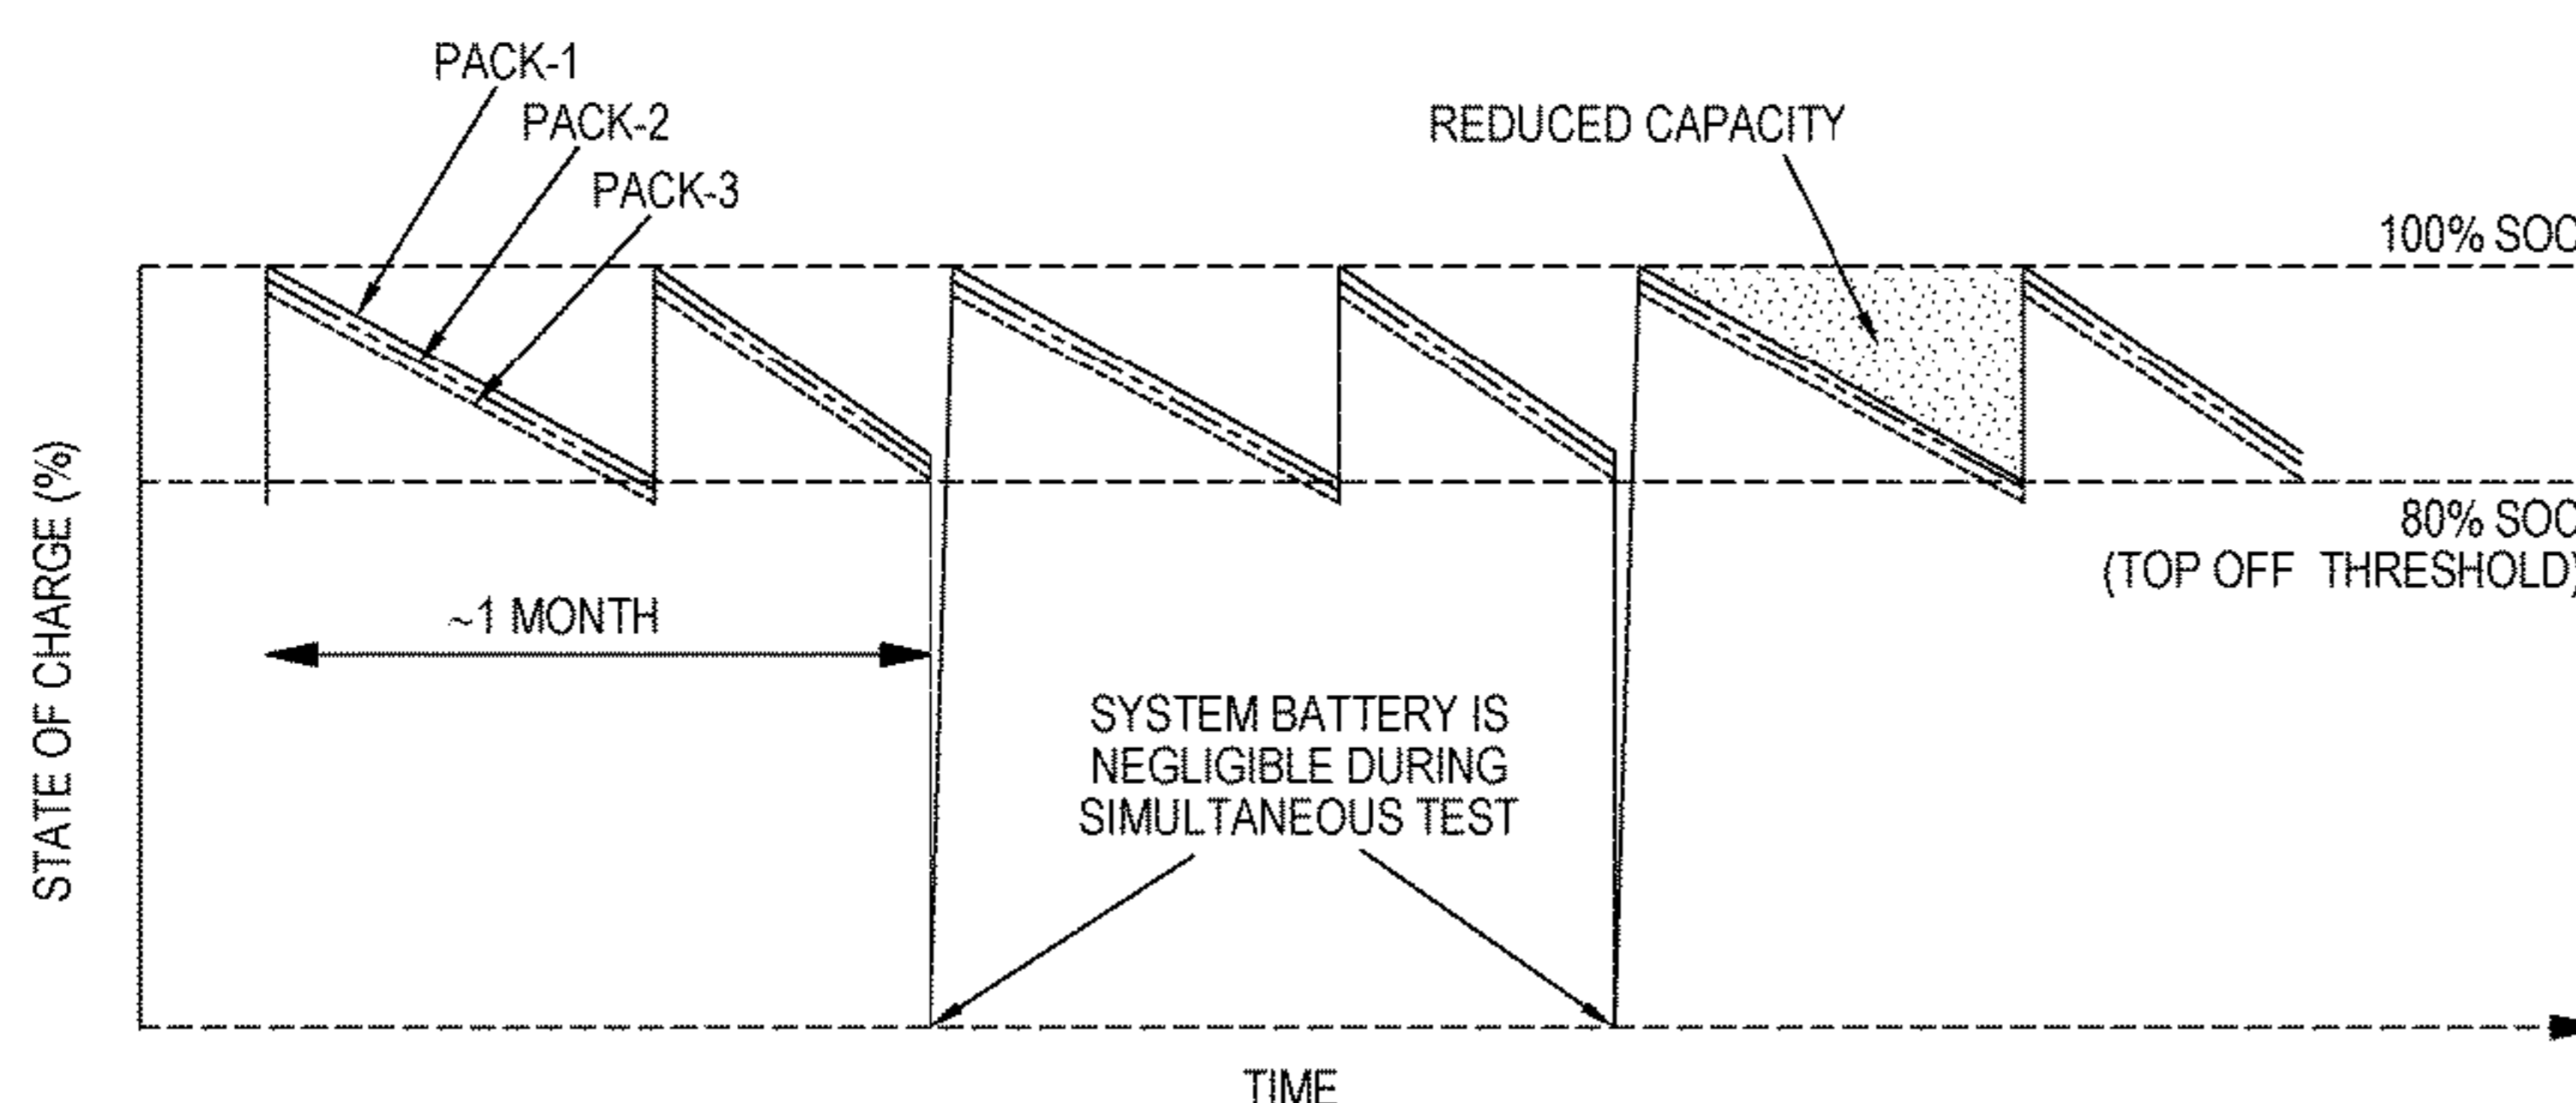 PACK-1
PACK-2
PACK-3
REDUCED CAPACITY
100% SOC
80% SOC
(TOP OFF THRESHOLD)
STATE OF CHARGE (%)
~1 MONTH
SYSTEM BATTERY IS
NEGLIGIBLE DURING
SIMULTANEOUS TEST
TIME